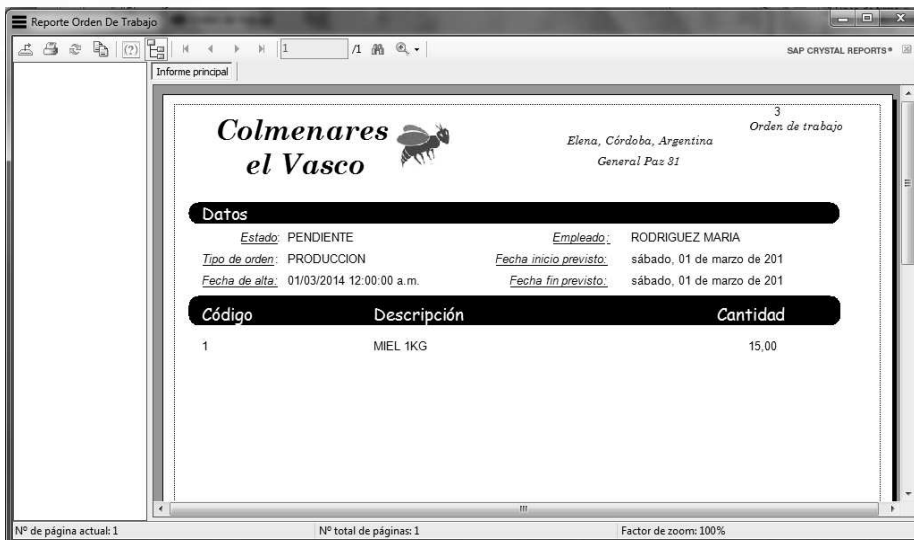 Reporte Orden De Trabajo
1 /1 SAP CRYSTAL REPORTS®
Informe principal
3
Orden de trabajo
Colmenares
el Vasco
Elena, Córdoba, Argentina
General Paz 31
Datos
Estado: PENDIENTE Empleado: RODRIGUEZ MARIA
Tipo de orden: PRODUCCION Fecha inicio previsto: sábado, 01 de marzo de 201
Fecha de alta: 01/03/2014 12:00:00 a.m. Fecha fin previsto: sábado, 01 de marzo de 201
Código Descripción Cantidad
1 MIEL 1KG 15,00
Nº de página actual: 1 Nº total de páginas: 1 Factor de zoom: 100%